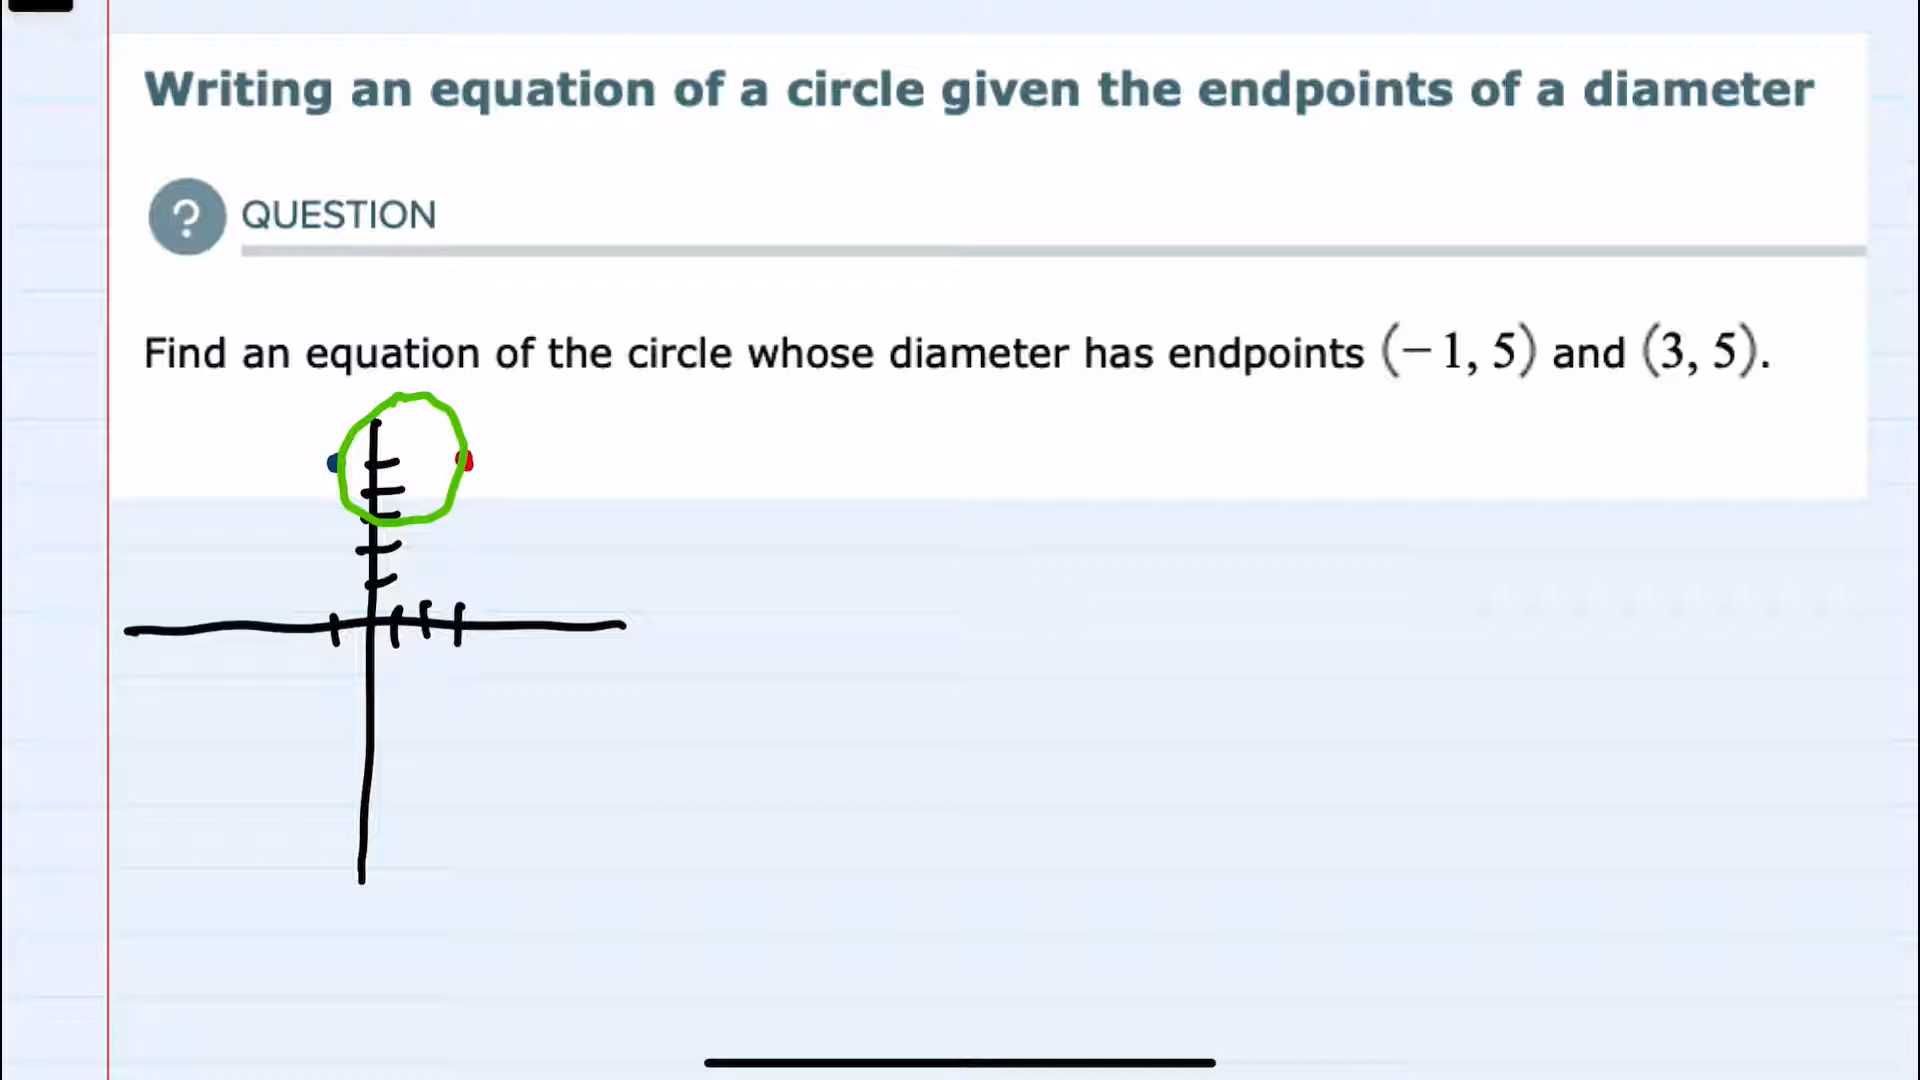 Writing an equation of a circle given the endpoints of a diameter
? QUESTION
Find an equation of the circle whose diameter has endpoints (−1, 5) and (3, 5).